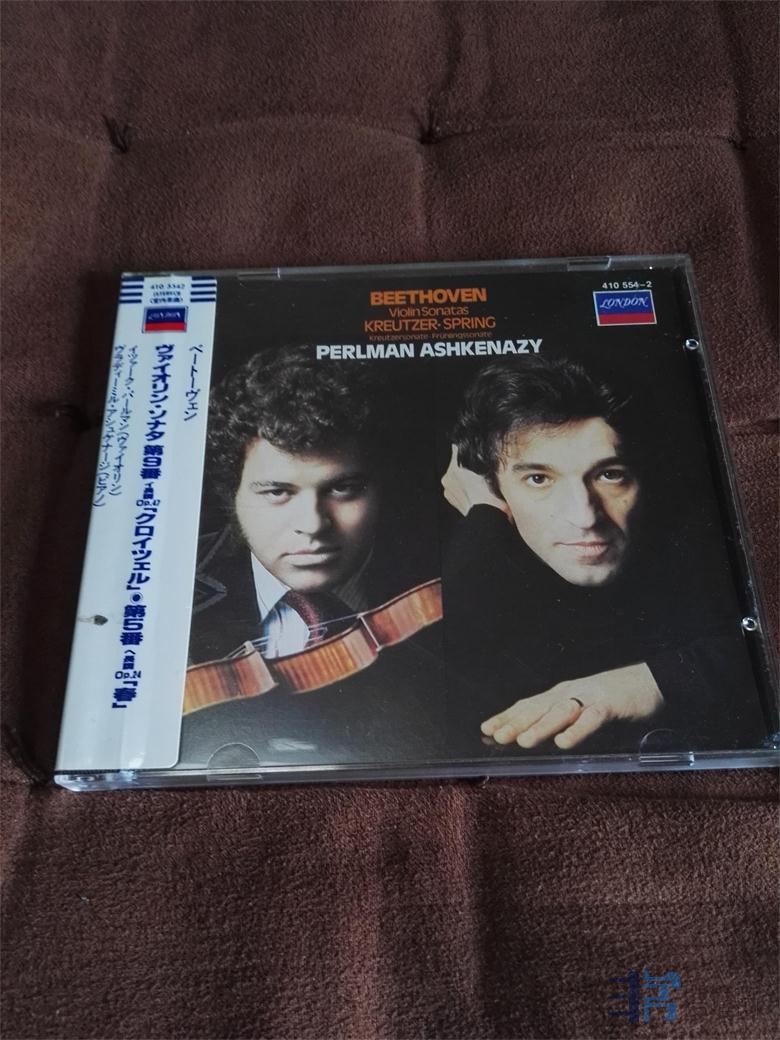 BEETHOVEN
Violin Sonatas
KREUTZER·SPRING
Kreutzersonate·Frühlingssonate
PERLMAN ASHKENAZY
410 554-2
LONDON
410 5542
LONDON
ベートーヴェン
ヴァイオリン・ソナタ 第9番 イ長調 Op.47「クロイツェル」●第5番 ヘ長調 Op.24「春」
イツァーク・パールマン(ヴァイオリン)
ヴラディーミル・アシュケナージ(ピアノ)